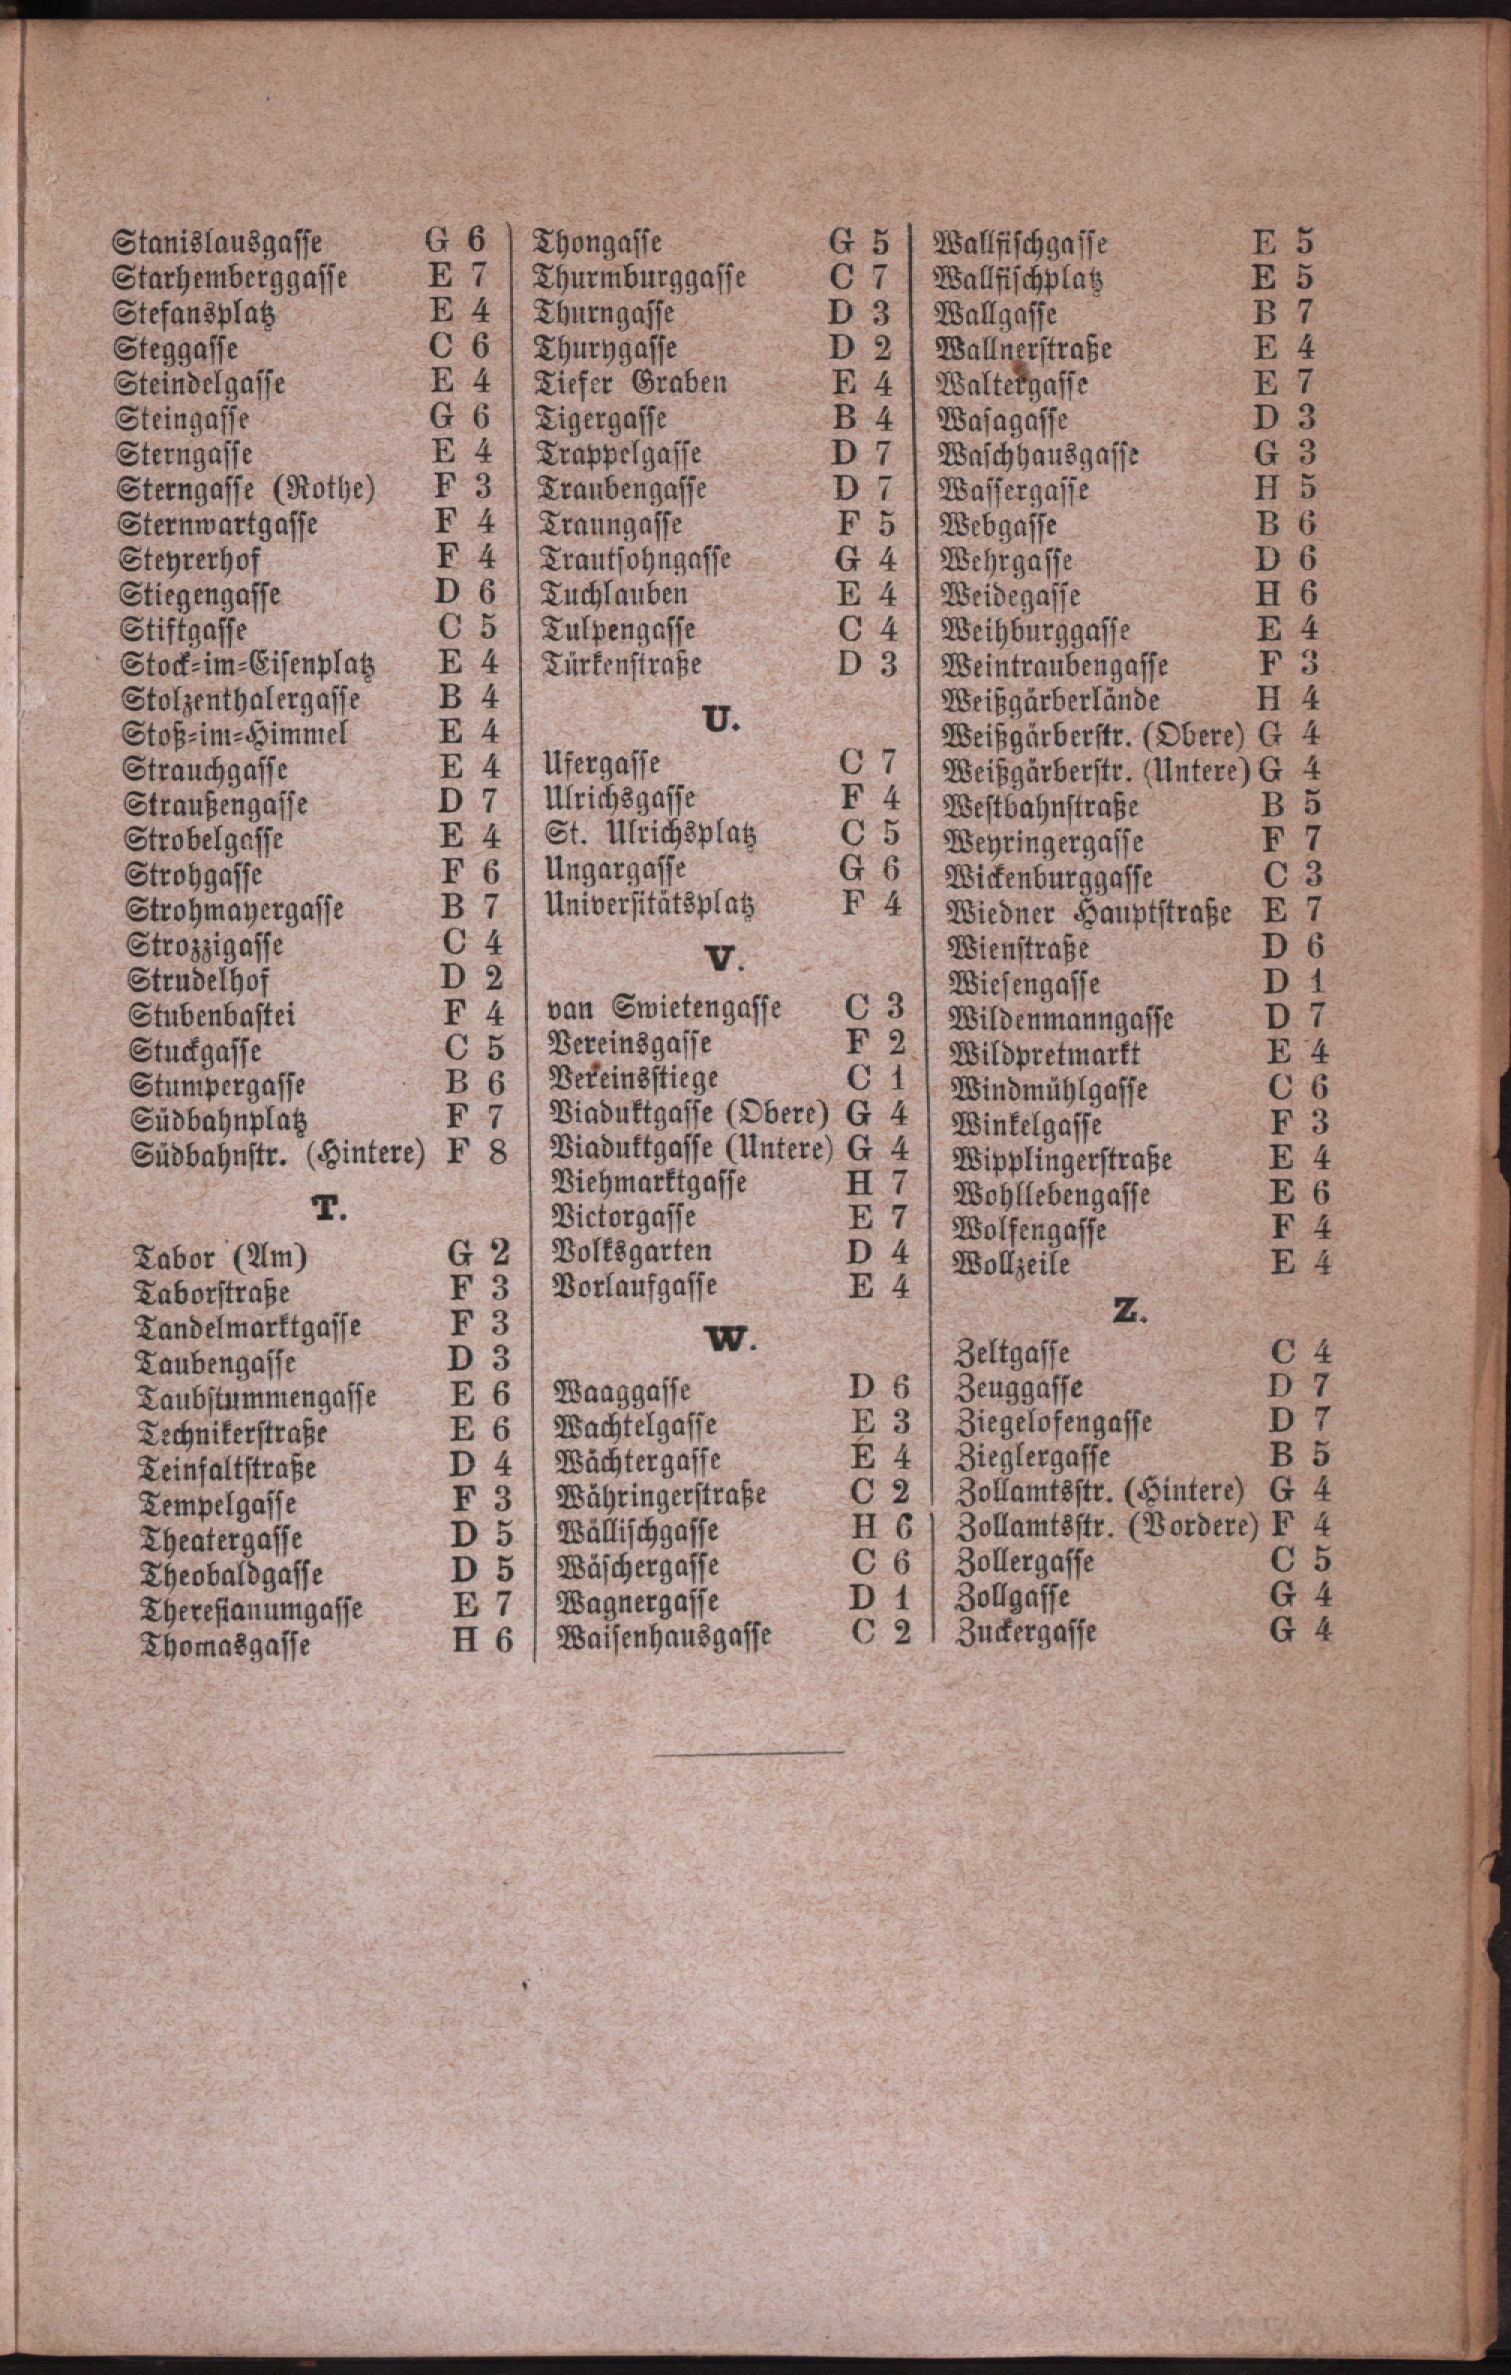 Stanislausgasse G 6
Starhemberggasse E 7
Stefansplatz E 4
Steggasse C 6
Steindelgasse E 4
Steingasse G 6
Sterngasse E 4
Sterngasse (Rothe) F 3
Sternwartgasse F 4
Steyrerhof F 4
Stiegengasse D 6
Stiftgasse C 5
Stock-im-Eisenplatz E 4
Stolzenthalergasse B 4
Stoß-im-Himmel E 4
Strauchgasse E 4
Straußengasse D 7
Strobelgasse E 4
Strohgasse F 6
Strohmayergasse B 7
Strozzigasse C 4
Strudelhof D 2
Stubenbastei F 4
Stuckgasse C 5
Stumpergasse B 6
Südbahnplatz F 7
Südbahnstr. (Hintere) F 8
T.
Tabor (Am) G 2
Taborstraße F 3
Tandelmarktgasse F 3
Taubengasse D 3
Taubstummengasse E 6
Technikerstraße E 6
Teinfaltstraße D 4
Tempelgasse F 3
Theatergasse D 5
Theobaldgasse D 5
Theresianumgasse E 7
Thomasgasse H 6
Thongasse G 5
Thurmburggasse C 7
Thurngasse D 3
Thurygasse D 2
Tiefer Graben E 4
Tigergasse B 4
Trappelgasse D 7
Traubengasse D 7
Traungasse F 5
Trautsohngasse G 4
Tuchlauben E 4
Tulpengasse C 4
Türkenstraße D 3
U.
Ufergasse C 7
Ulrichsgasse F 4
St. Ulrichsplatz C 5
Ungargasse G 6
Universitätsplatz F 4
V.
van Swietengasse C 3
Vereinsgasse F 2
Vereinsstiege C 1
Viaduktgasse (Obere) G 4
Viaduktgasse (Untere) G 4
Viehmarktgasse H 7
Victorgasse E 7
Volksgarten D 4
Vorlaufgasse E 4
W.
Waaggasse D 6
Wachtelgasse E 3
Wächtergasse E 4
Währingerstraße C 2
Wällischgasse H 6
Wäschergasse C 6
Wagnergasse D 1
Waisenhausgasse C 2
Wallfischgasse E 5
Wallfischplatz E 5
Wallgasse B 7
Wallnerstraße E 4
Waltergasse E 7
Wasagasse D 3
Waschhausgasse G 3
Wassergasse H 5
Webgasse B 6
Wehrgasse D 6
Weidegasse H 6
Weihburggasse E 4
Weintraubengasse F 3
Weißgärberlände H 4
Weißgärberstr. (Obere) G 4
Weißgärberstr. (Untere) G 4
Westbahnstraße B 5
Weyringergasse F 7
Wickenburggasse C 3
Wiedner Hauptstraße E 7
Wienstraße D 6
Wiesengasse D 1
Wildenmanngasse D 7
Wildpretmarkt E 4
Windmühlgasse C 6
Winkelgasse F 3
Wipplingerstraße E 4
Wohllebengasse E 6
Wolfengasse F 4
Wollzeile E 4
Z.
Zeltgasse C 4
Zeuggasse D 7
Ziegelofengasse D 7
Zieglergasse B 5
Zollamtsstr. (Hintere) G 4
Zollamtsstr. (Vordere) F 4
Zollergasse C 5
Zollgasse G 4
Zuckergasse G 4